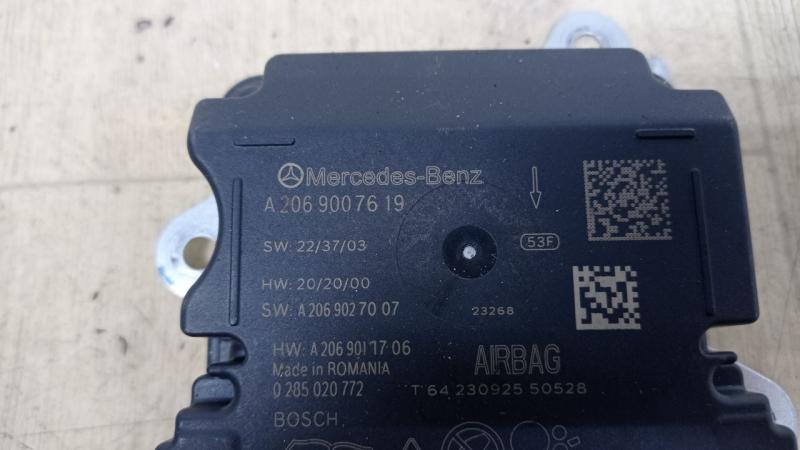 Mercedes-Benz
A 206 900 76 19
SW: 22/37/03
53F
HW: 20/20/00
SW: A 206 902 70 07
23268
HW: A 206 901 17 06
AIRBAG
Made in ROMANIA
0 285 020 772
T 64 230925 50528
BOSCH